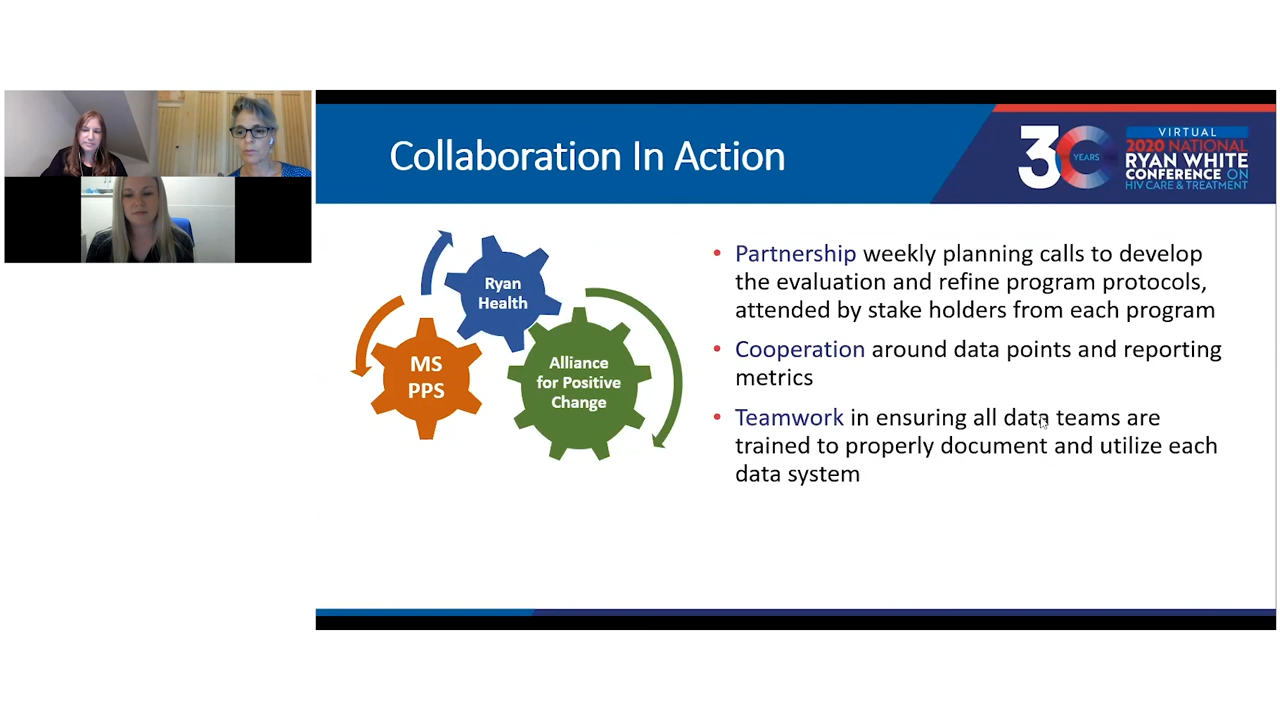 Collaboration In Action
30
YEARS
VIRTUAL
2020 NATIONAL
RYAN WHITE
CONFERENCE ON
HIV CARE & TREATMENT
Ryan
Health
MS
PPS
Alliance
for Positive
Change
• Partnership weekly planning calls to develop
the evaluation and refine program protocols,
attended by stake holders from each program
• Cooperation around data points and reporting
metrics
• Teamwork in ensuring all data teams are
trained to properly document and utilize each
data system